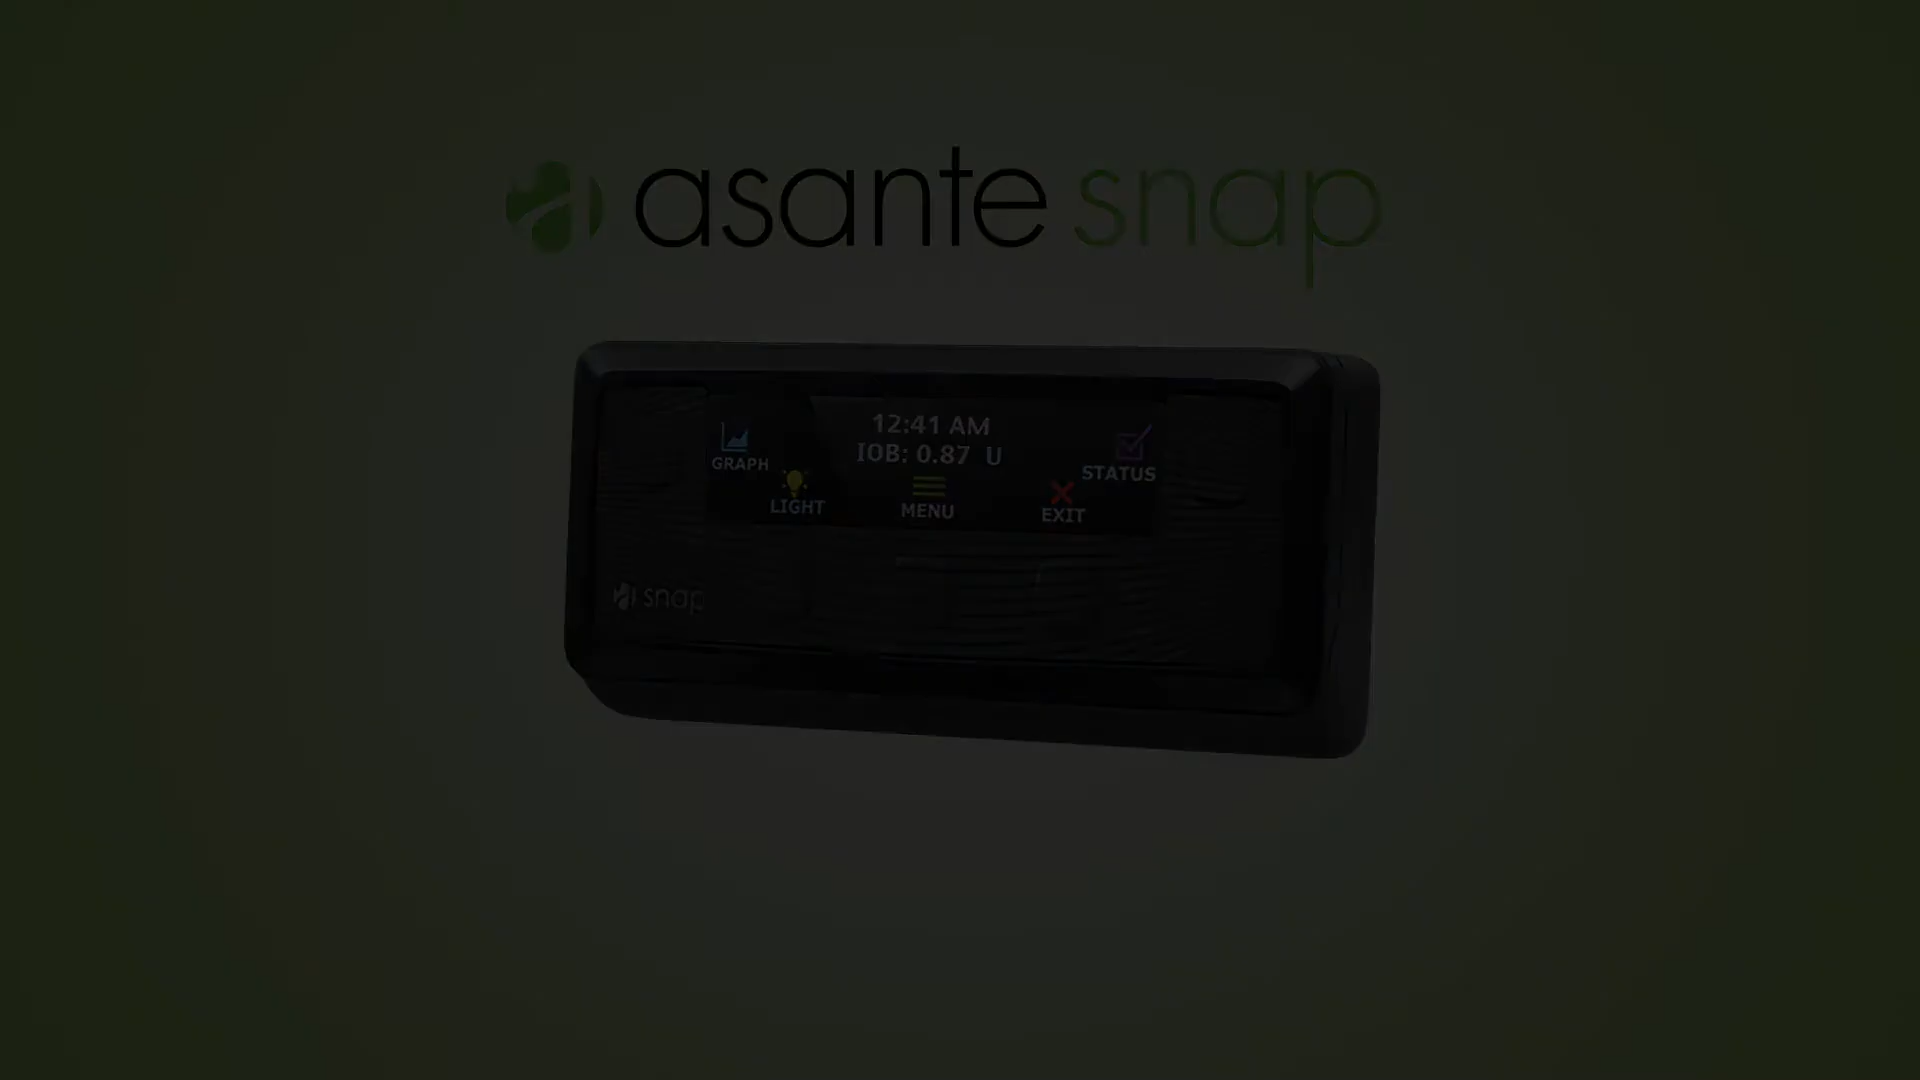 asante snap
12:41 AM
IOB: 0.87 U
GRAPH
STATUS
LIGHT
MENU
EXIT
snap